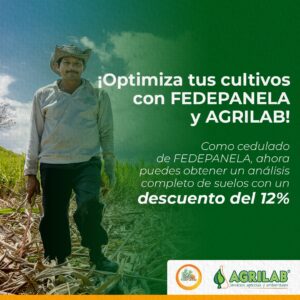 ¡Optimiza tus cultivos
con FEDEPANELA
y AGRILAB!
Como cedulado
de FEDEPANELA, ahora
puedes obtener un análisis
completo de suelos con un
descuento del 12%
AGRILAB